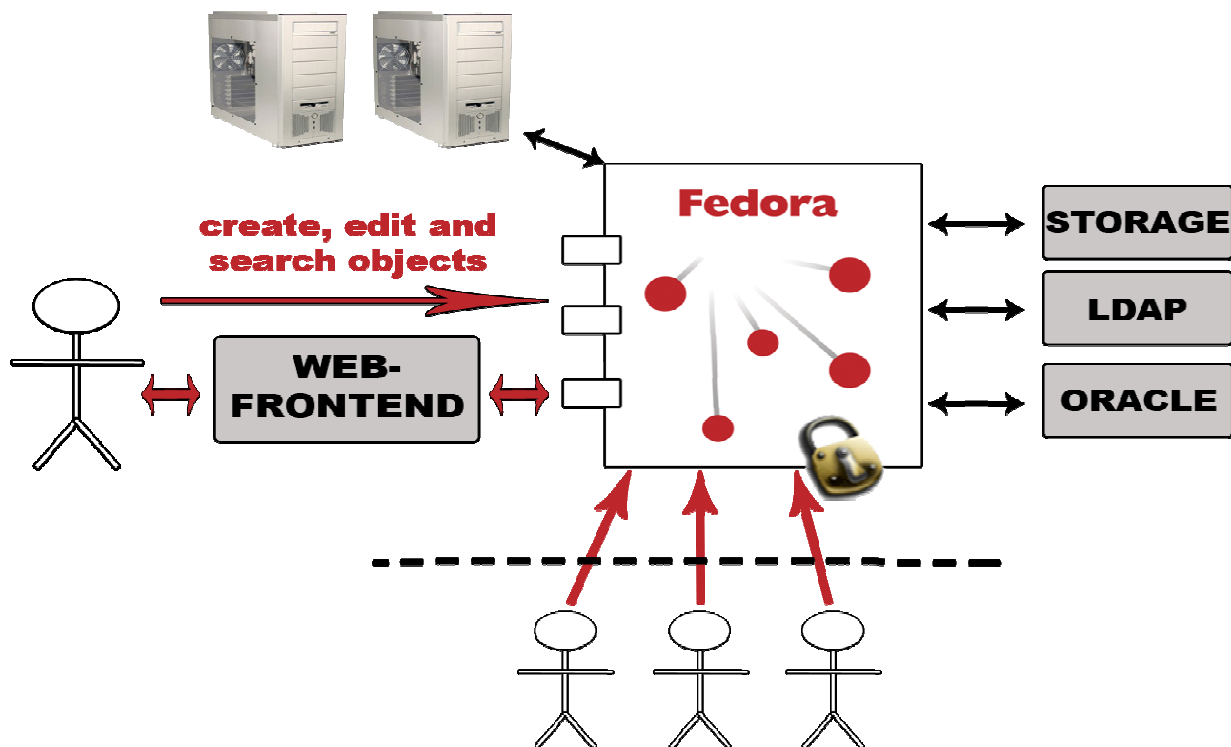 Fedora
create, edit and
search objects
STORAGE
LDAP
WEB-
FRONTEND
ORACLE